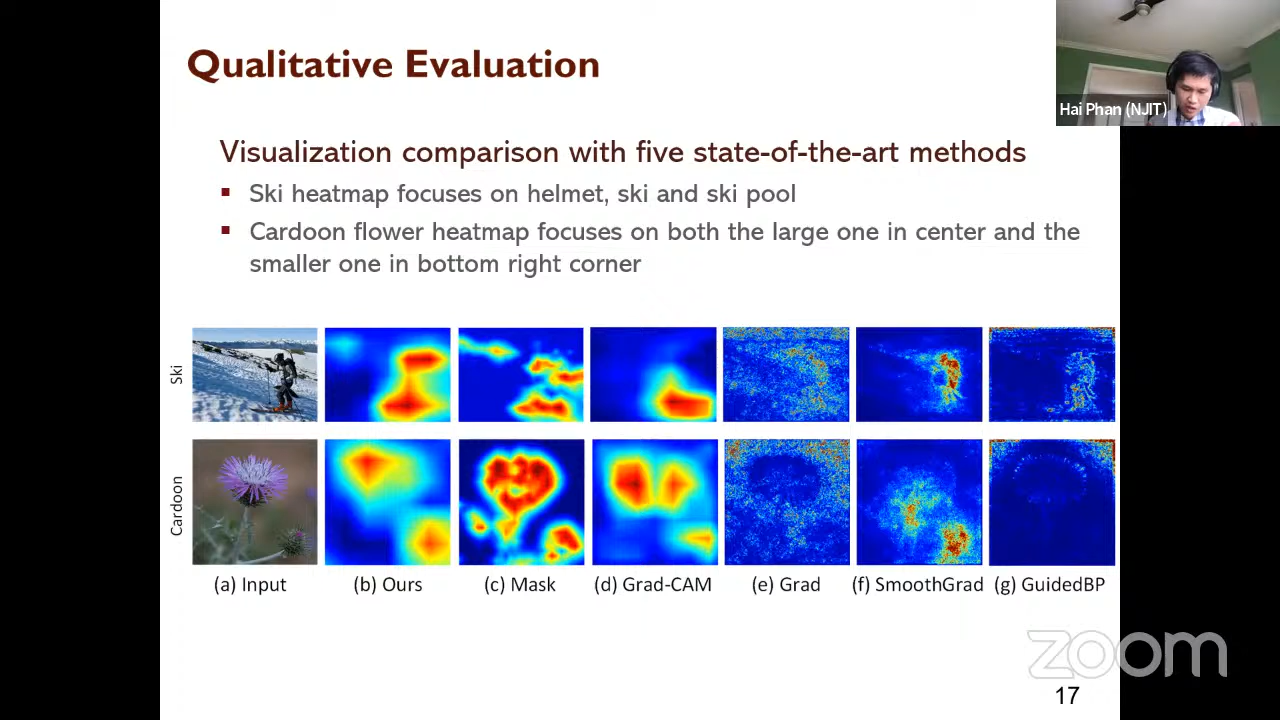 Qualitative Evaluation
Hai Phan (NJIT)
Visualization comparison with five state-of-the-art methods
Ski heatmap focuses on helmet, ski and ski pool
Cardoon flower heatmap focuses on both the large one in center and the
smaller one in bottom right corner
Ski
Cardoon
(a) Input (b) Ours (c) Mask (d) Grad-CAM (e) Grad (f) SmoothGrad (g) GuidedBP
zoom
17